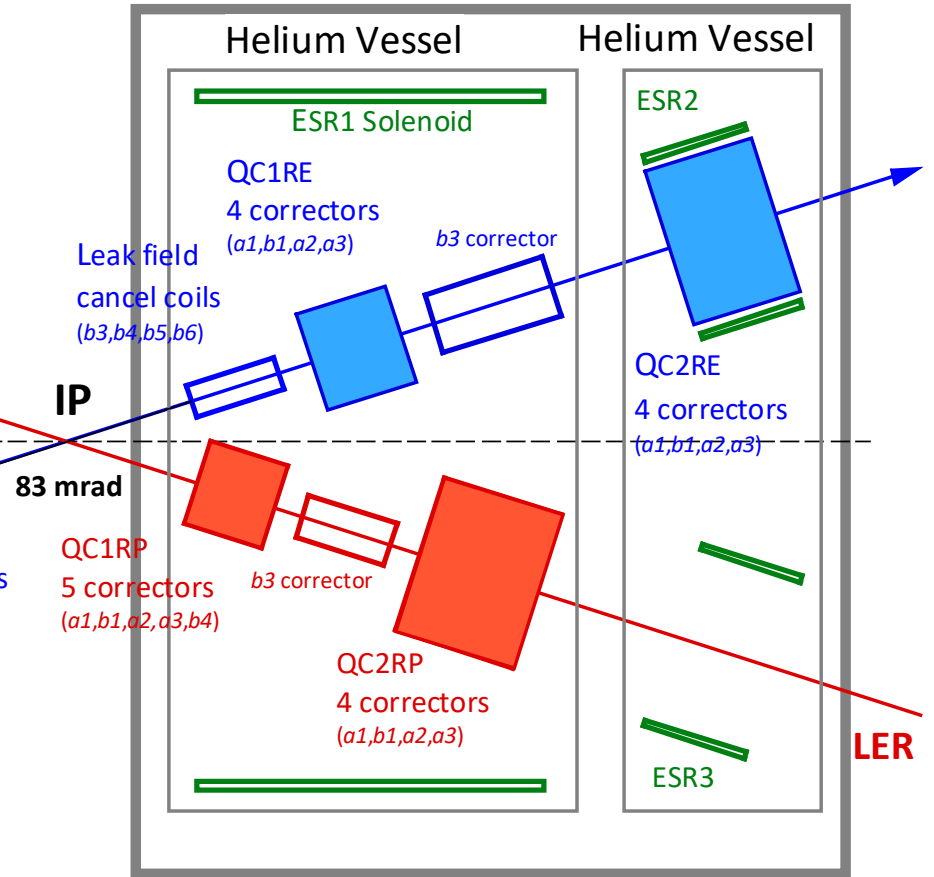 Helium Vessel
Helium Vessel
ESR1 Solenoid
ESR2
QC1RE
4 correctors
(a1,b1,a2,a3)
b3 corrector
Leak field
cancel coils
(b3,b4,b5,b6)
QC2RE
4 correctors
(a1,b1,a2,a3)
IP
83 mrad
QC1RP
5 correctors
(a1,b1,a2,a3,b4)
s
b3 corrector
QC2RP
4 correctors
(a1,b1,a2,a3)
LER
ESR3